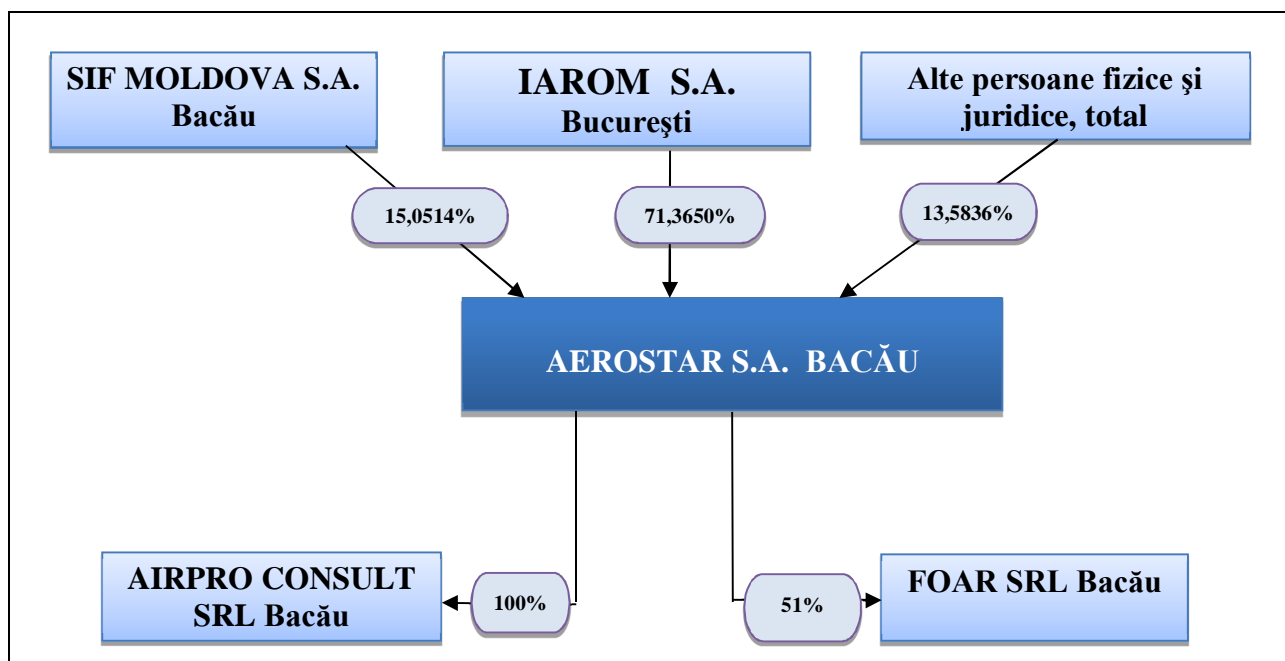 SIF MOLDOVA S.A.
Bacău
IAROM S.A.
Bucureşti
Alte persoane fizice şi
juridice, total
15,0514%
71,3650%
13,5836%
AEROSTAR S.A. BACĂU
AIRPRO CONSULT
SRL Bacău
100%
51%
FOAR SRL Bacău